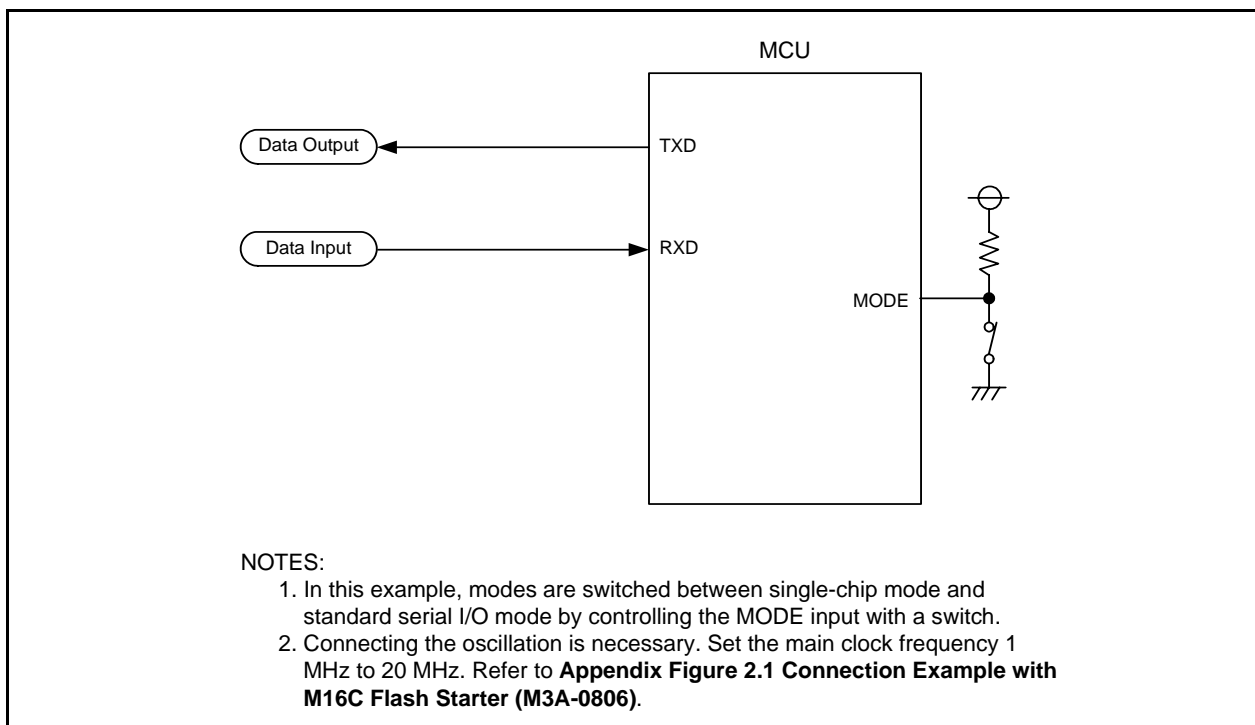 MCU
Data Output
TXD
Data Input
RXD
MODE
NOTES:
1. In this example, modes are switched between single-chip mode and
standard serial I/O mode by controlling the MODE input with a switch.
2. Connecting the oscillation is necessary. Set the main clock frequency 1
MHz to 20 MHz. Refer to Appendix Figure 2.1 Connection Example with
M16C Flash Starter (M3A-0806).